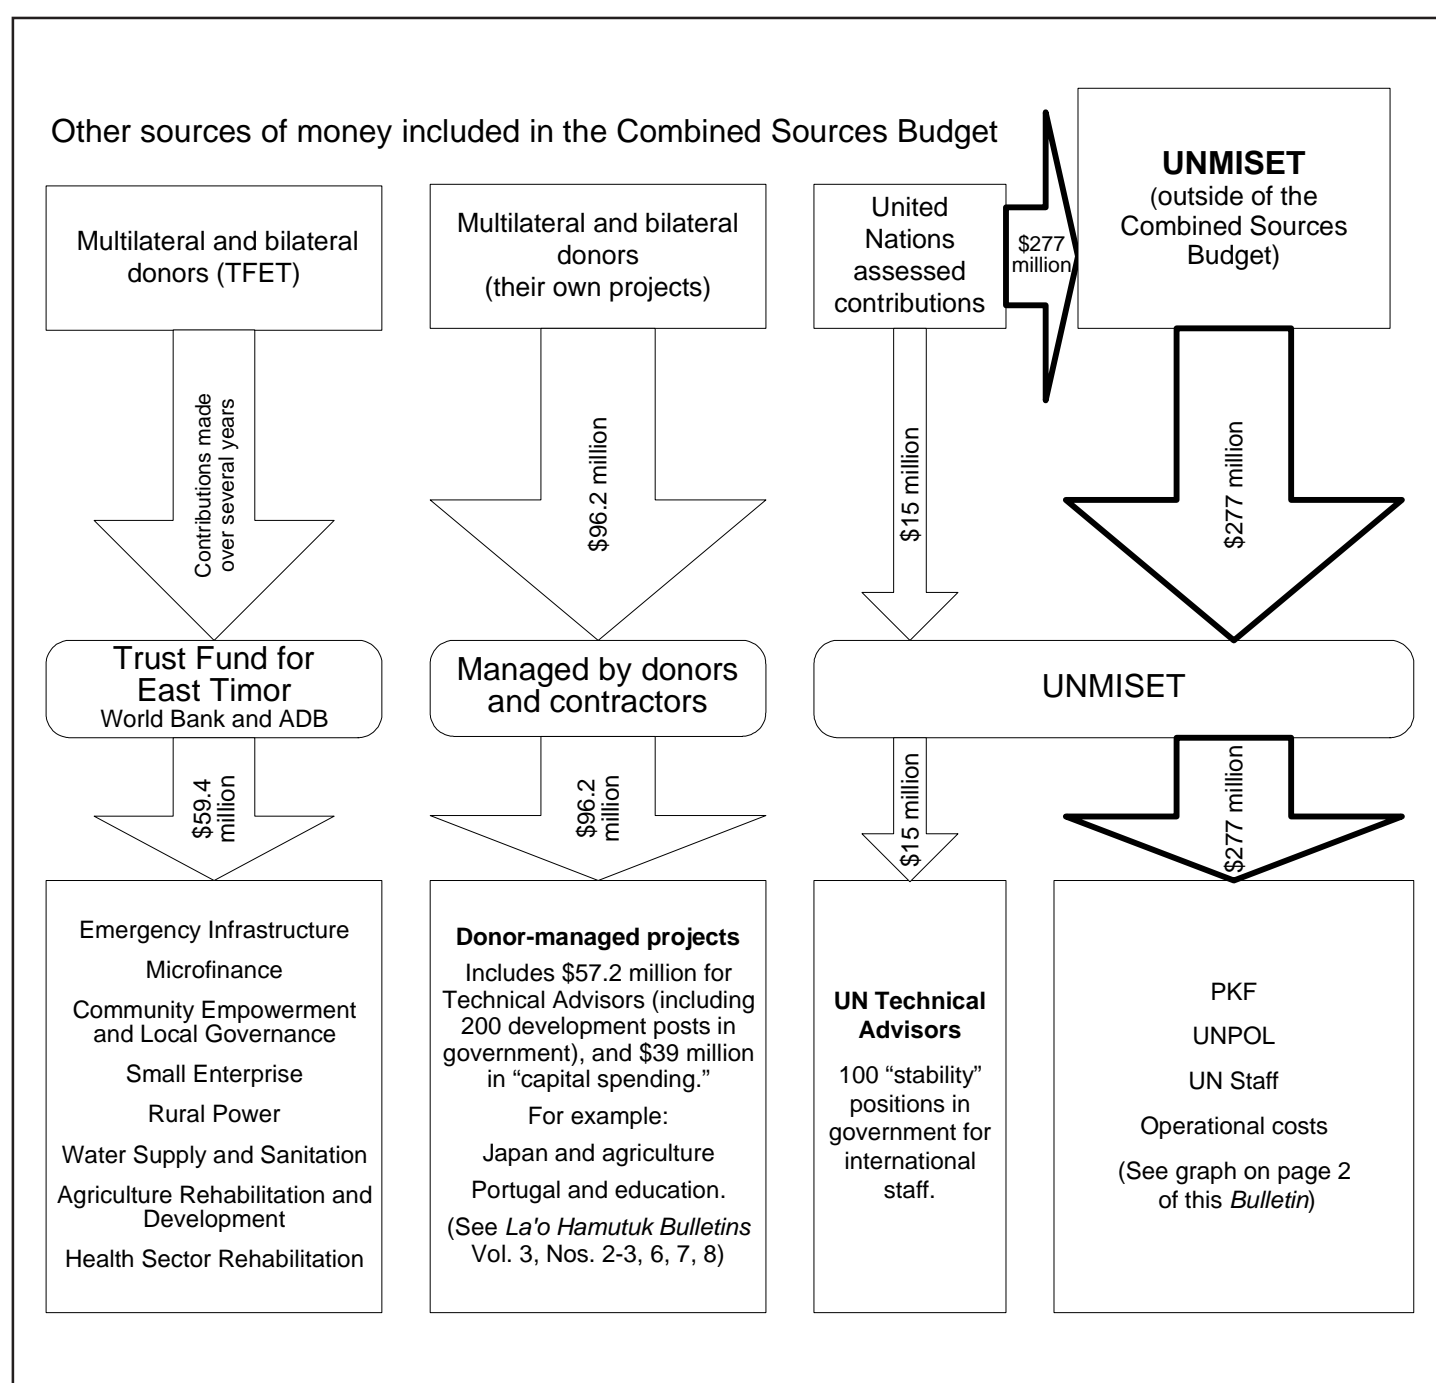 Other sources of money included in the Combined Sources Budget
Multilateral and bilateral
donors (TFET)
Multilateral and bilateral
donors
(their own projects)
United
Nations
assessed
contributions
$277
million
UNMISET
(outside of the
Combined Sources
Budget)
Contributions made
over several years
$96.2 million
$15 million
$277 million
Trust Fund for
East Timor
World Bank and ADB
Managed by donors
and contractors
UNMISET
$59.4
million
$96.2
million
$15 million
$277 million
Emergency Infrastructure
Microfinance
Community Empowerment
and Local Governance
Small Enterprise
Rural Power
Water Supply and Sanitation
Agriculture Rehabilitation and
Development
Health Sector Rehabilitation
Donor-managed projects
Includes $57.2 million for
Technical Advisors (including
200 development posts in
government), and $39 million
in “capital spending.”
For example:
Japan and agriculture
Portugal and education.
(See La'o Hamutuk Bulletins
Vol. 3, Nos. 2-3, 6, 7, 8)
UN Technical
Advisors
100 “stability”
positions in
government for
international
staff.
PKF
UNPOL
UN Staff
Operational costs
(See graph on page 2
of this Bulletin)